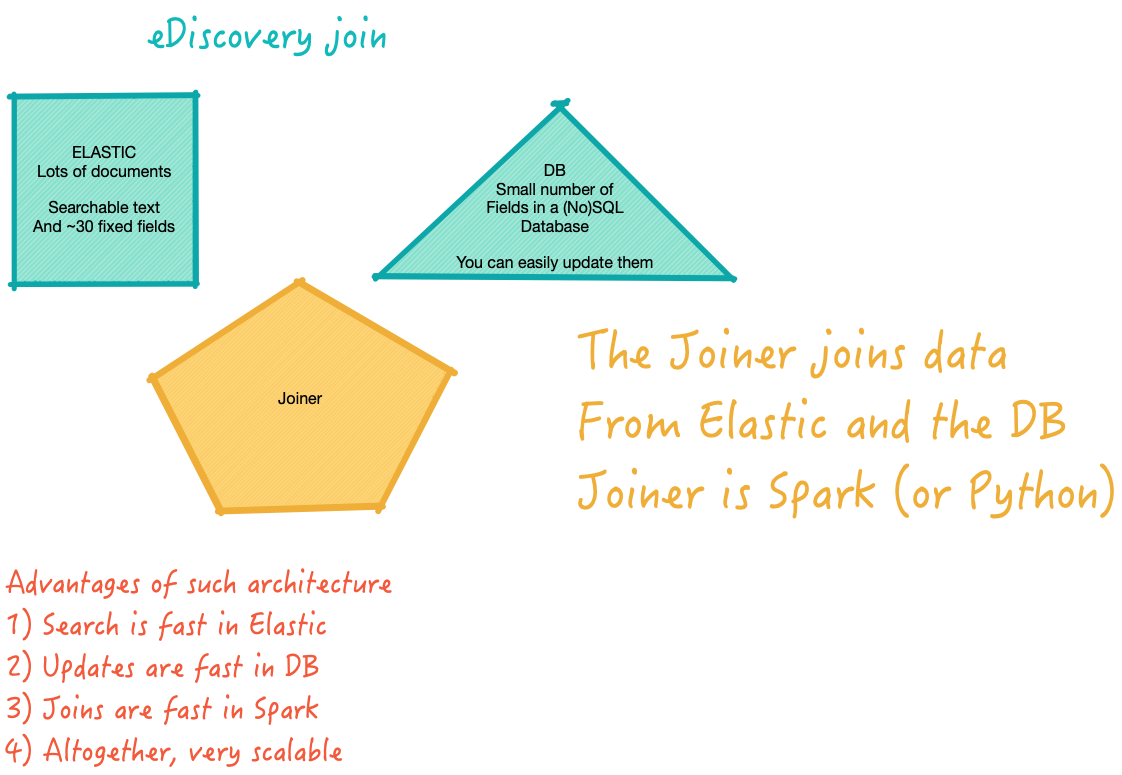 eDiscovery join
ELASTIC
Lots of documents
Searchable text
And ~30 fixed fields
DB
Small number of
Fields in a (No)SQL
Database
You can easily update them
Joiner
The Joiner joins data
From Elastic and the DB
Joiner is Spark (or Python)
Advantages of such architecture
1) Search is fast in Elastic
2) Updates are fast in DB
3) Joins are fast in Spark
4) Altogether, very scalable